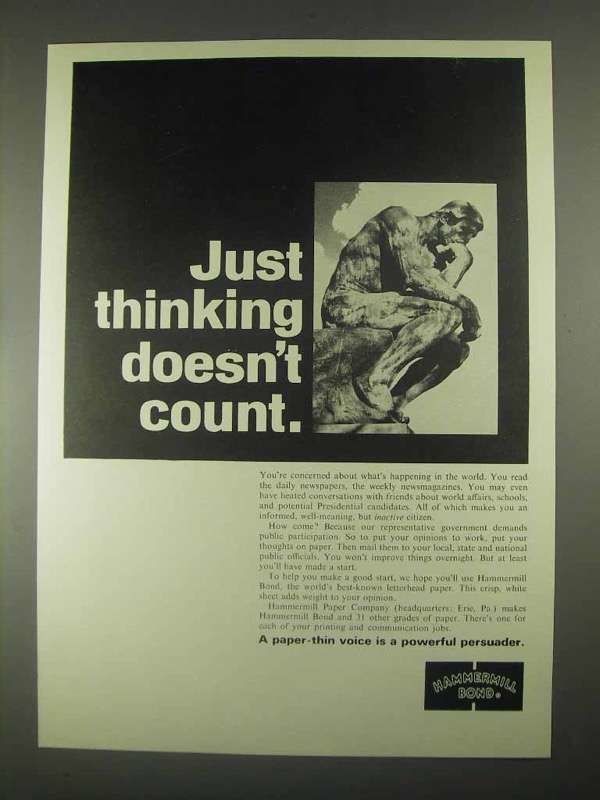 Just
thinking
doesn't
count.
You're concerned about what's happening in the world. You read
the daily newspapers, the weekly newsmagazines. You may even
have heated conversations with friends about world affairs, schools,
and potential Presidential candidates. All of which makes you an
informed, well-meaning, but inactive citizen.
How come? Because our representative government demands
public participation. So to put your opinions to work, put your
thoughts on paper. Then mail them to your local, state and national
public officials. You won't improve things overnight. But at least
you'll have made a start.
To help you make a good start, we hope you'll use Hammermill
Bond, the world's best-known letterhead paper. This crisp, white
sheet adds weight to your opinion.
Hammermill Paper Company (headquarters: Erie, Pa.) makes
Hammermill Bond and 31 other grades of paper. There's one for
each of your printing and communication jobs.
A paper-thin voice is a powerful persuader.
HAMMERMILL
BOND®